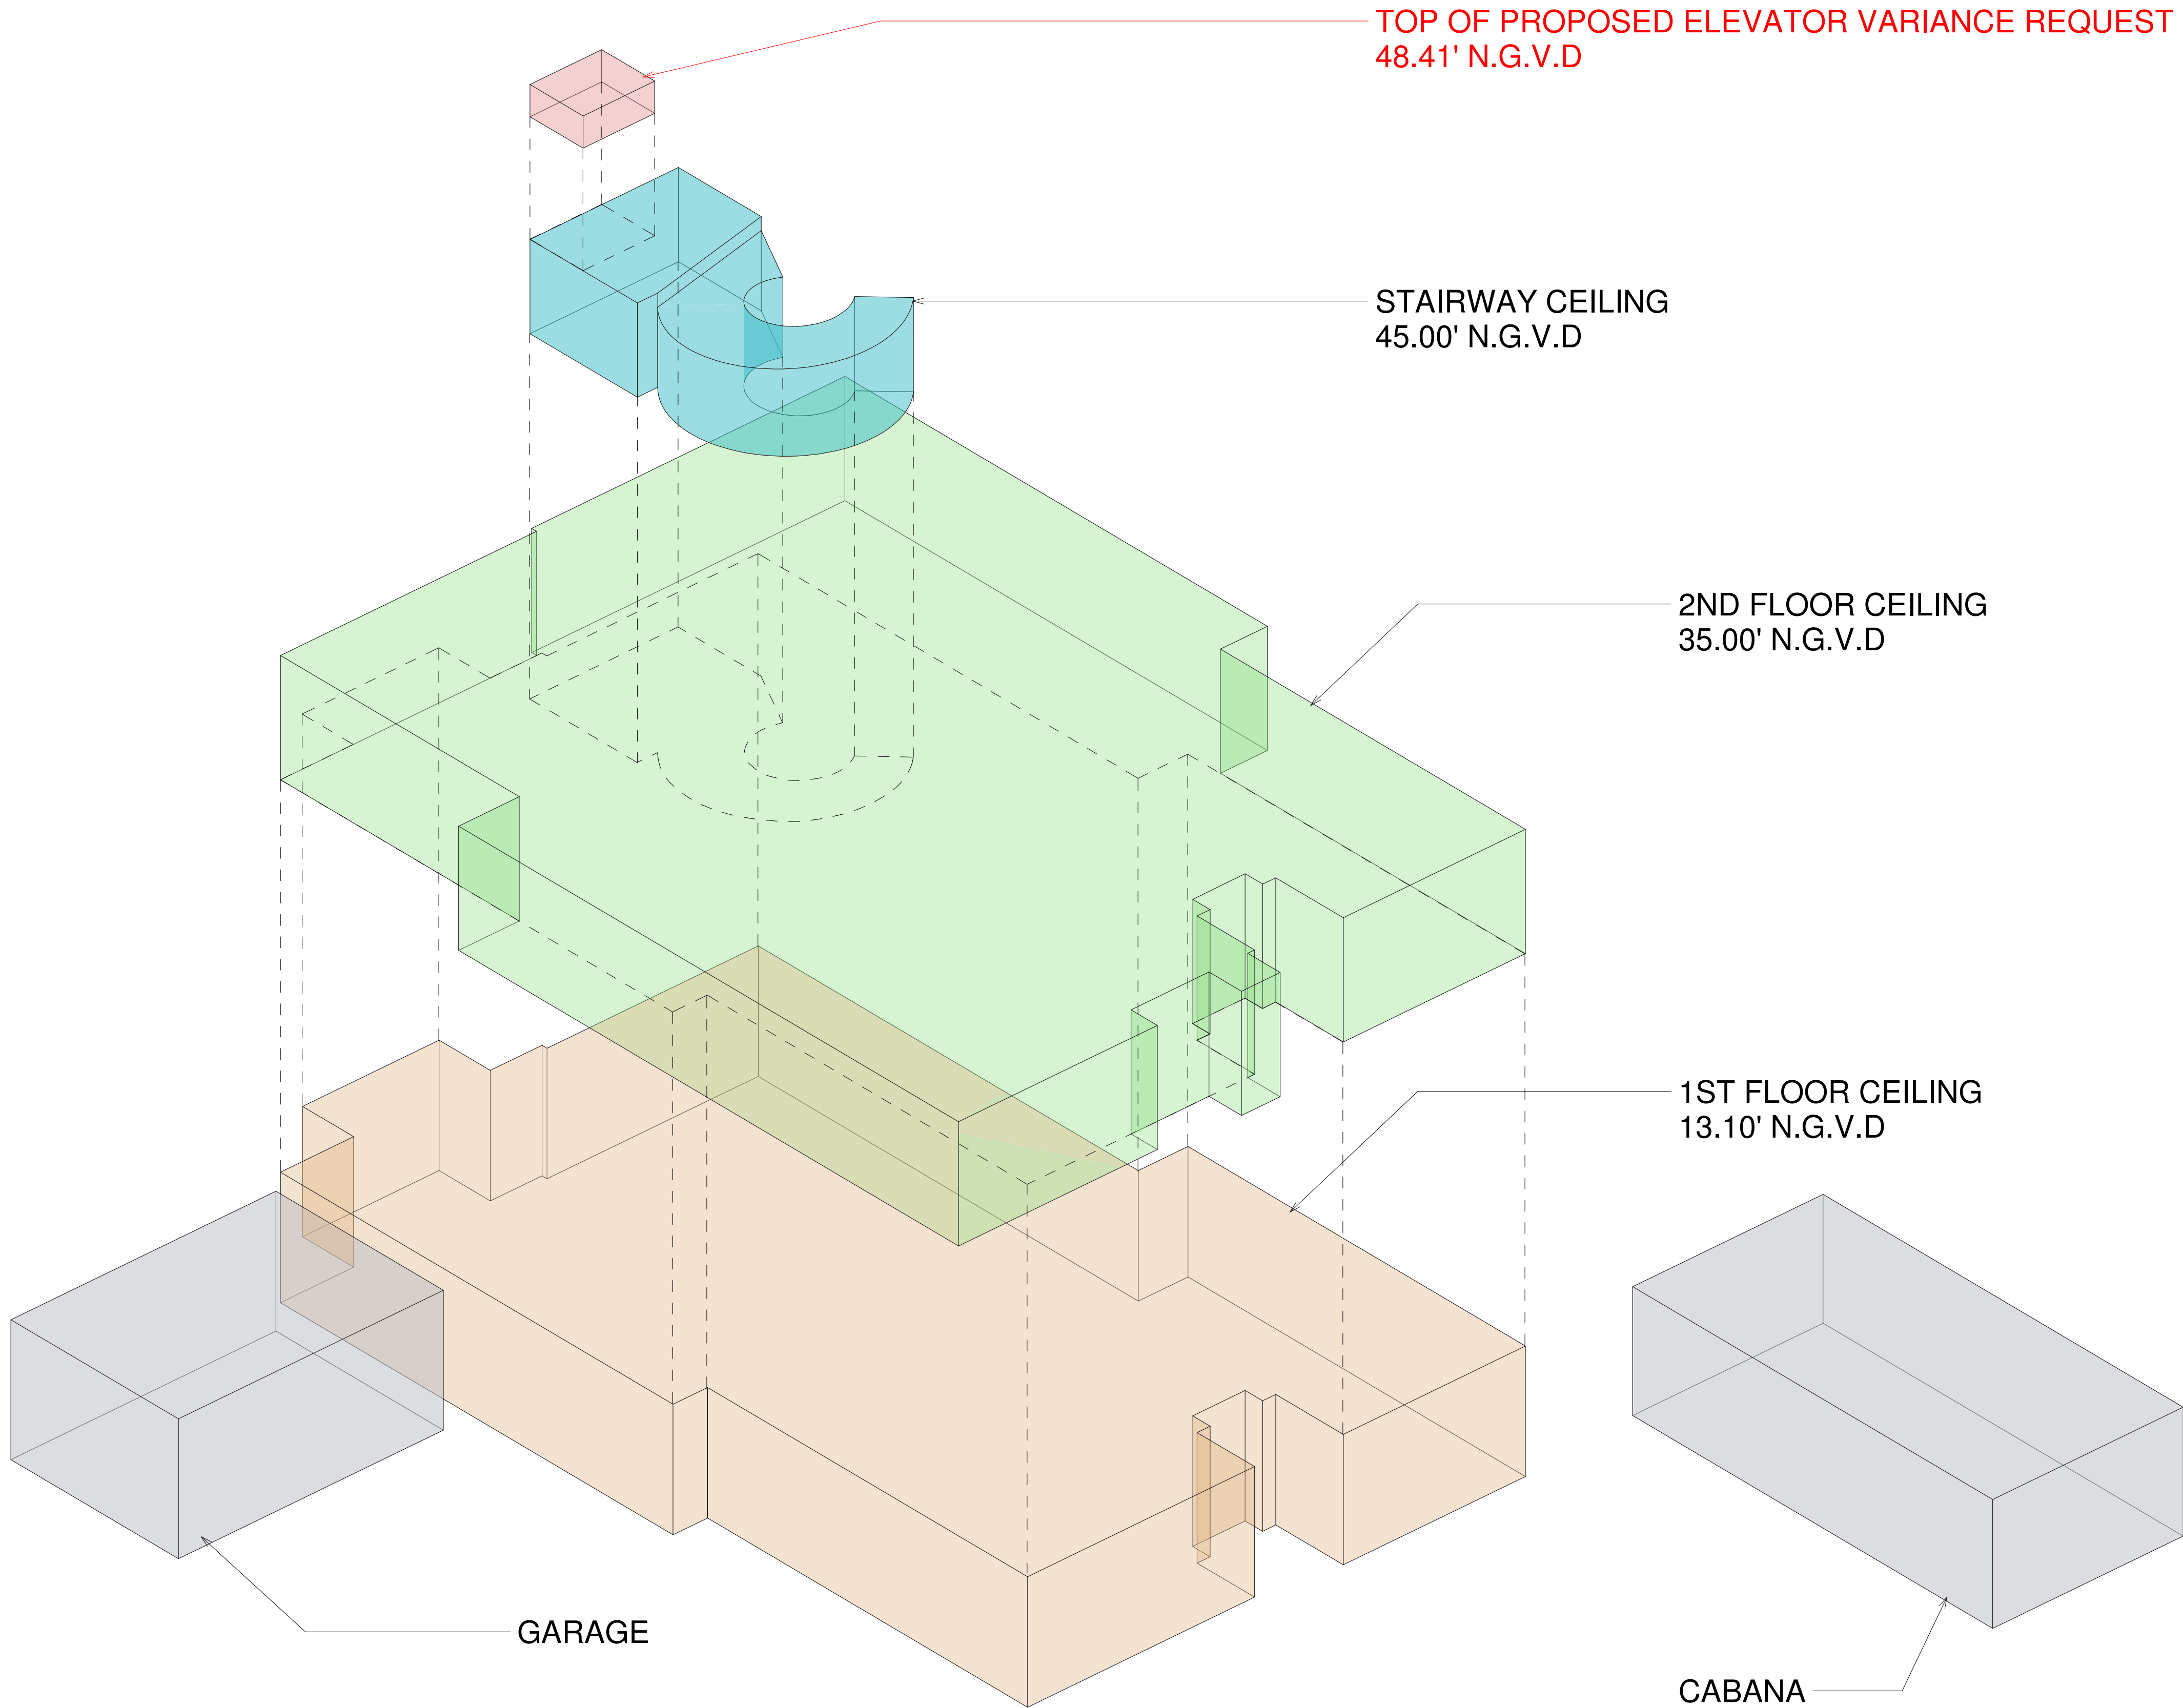 TOP OF PROPOSED ELEVATOR VARIANCE REQUEST
48.41' N.G.V.D
STAIRWAY CEILING
45.00' N.G.V.D
2ND FLOOR CEILING
35.00' N.G.V.D
1ST FLOOR CEILING
13.10' N.G.V.D
GARAGE
CABANA